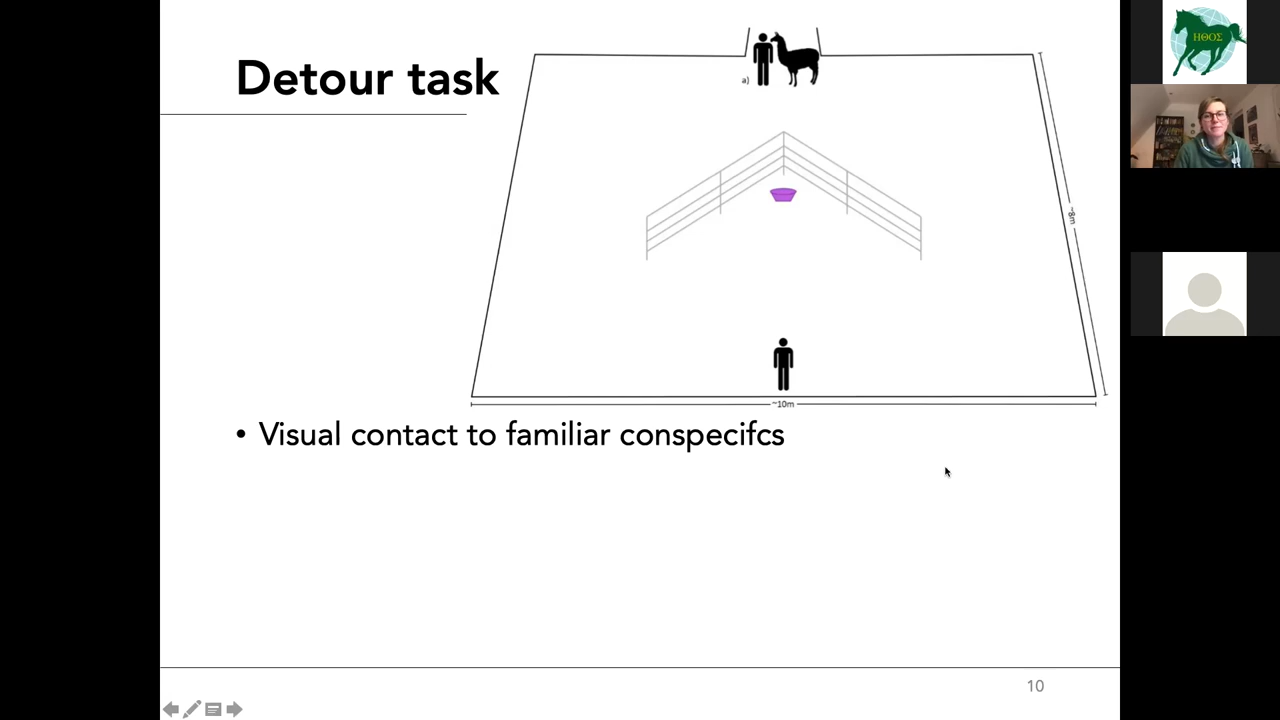 Detour task
a)
~8m
~10m
• Visual contact to familiar conspecifcs
10
ΗΘΟΣ